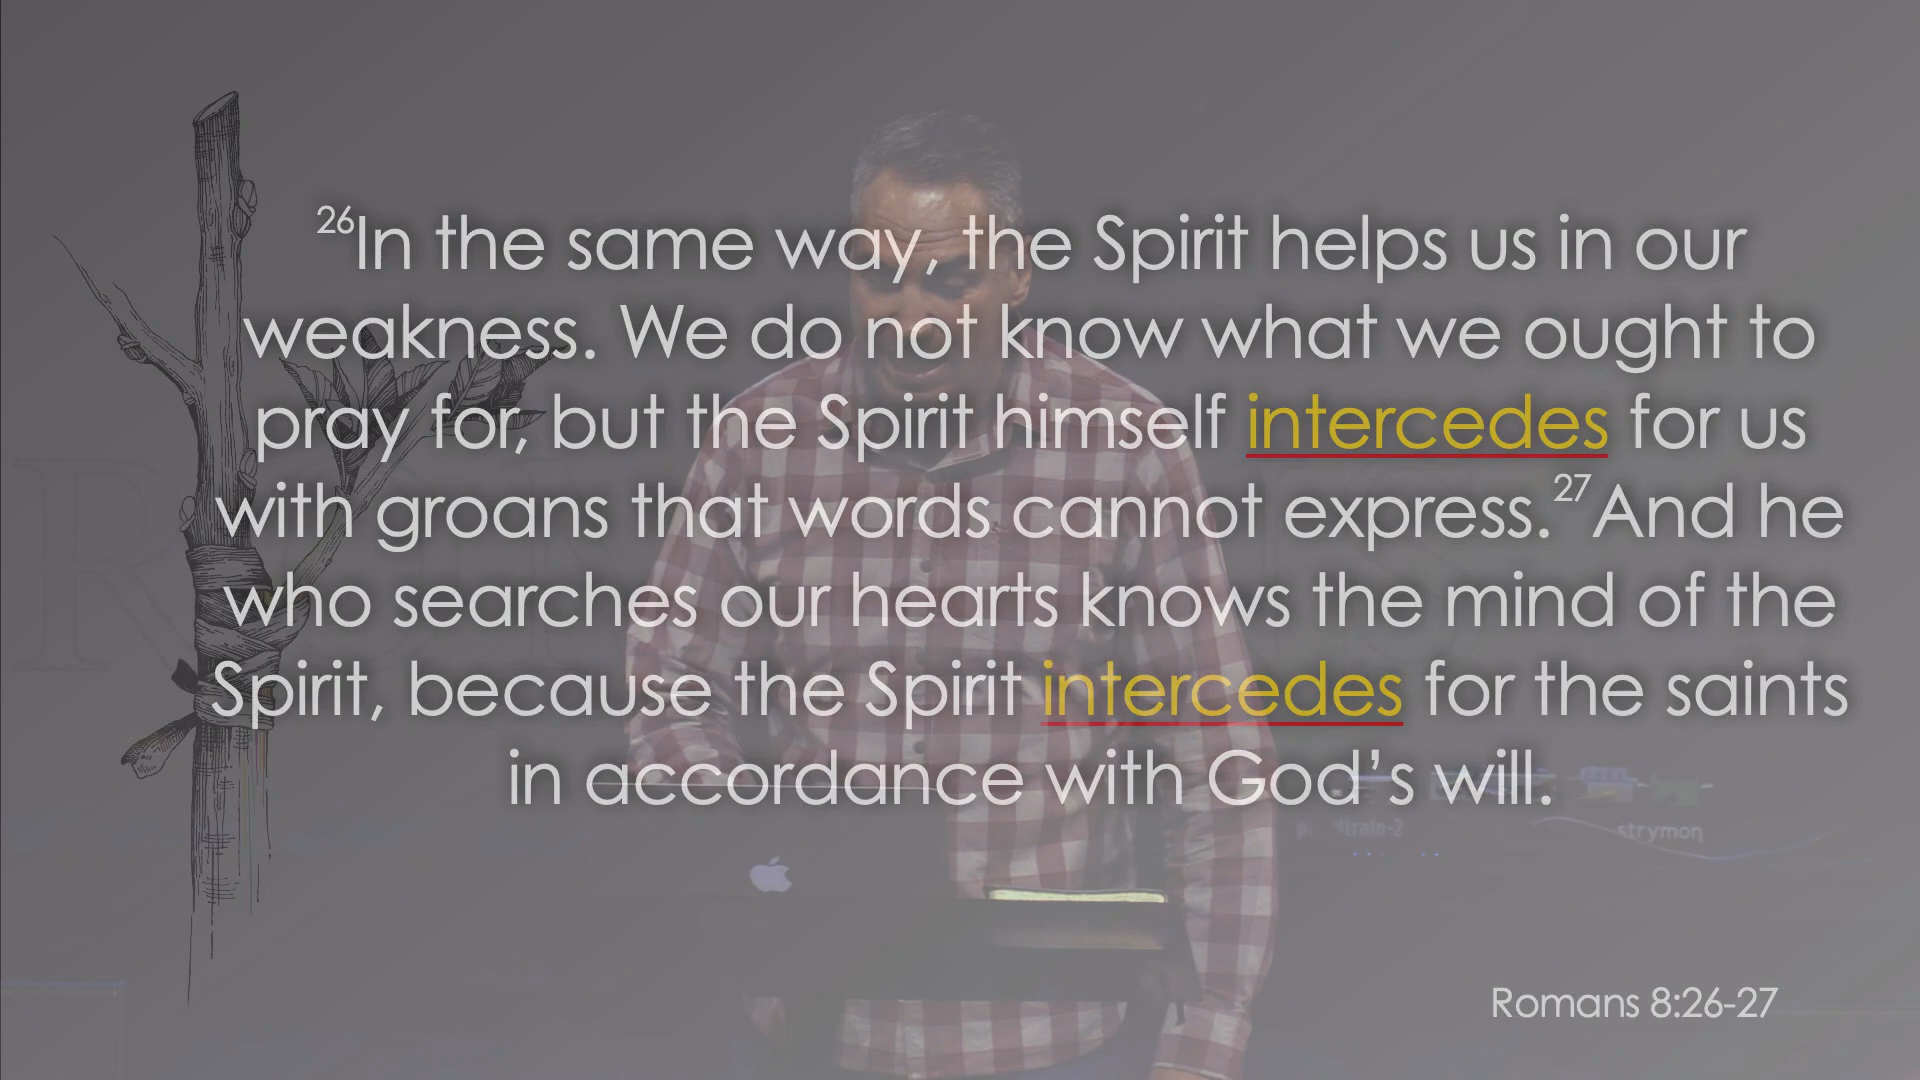 26In the same way, the Spirit helps us in our
weakness. We do not know what we ought to
pray for, but the Spirit himself intercedes for us
with groans that words cannot express.27And he
who searches our hearts knows the mind of the
Spirit, because the Spirit intercedes for the saints
in accordance with God’s will.
strymon
Romans 8:26-27